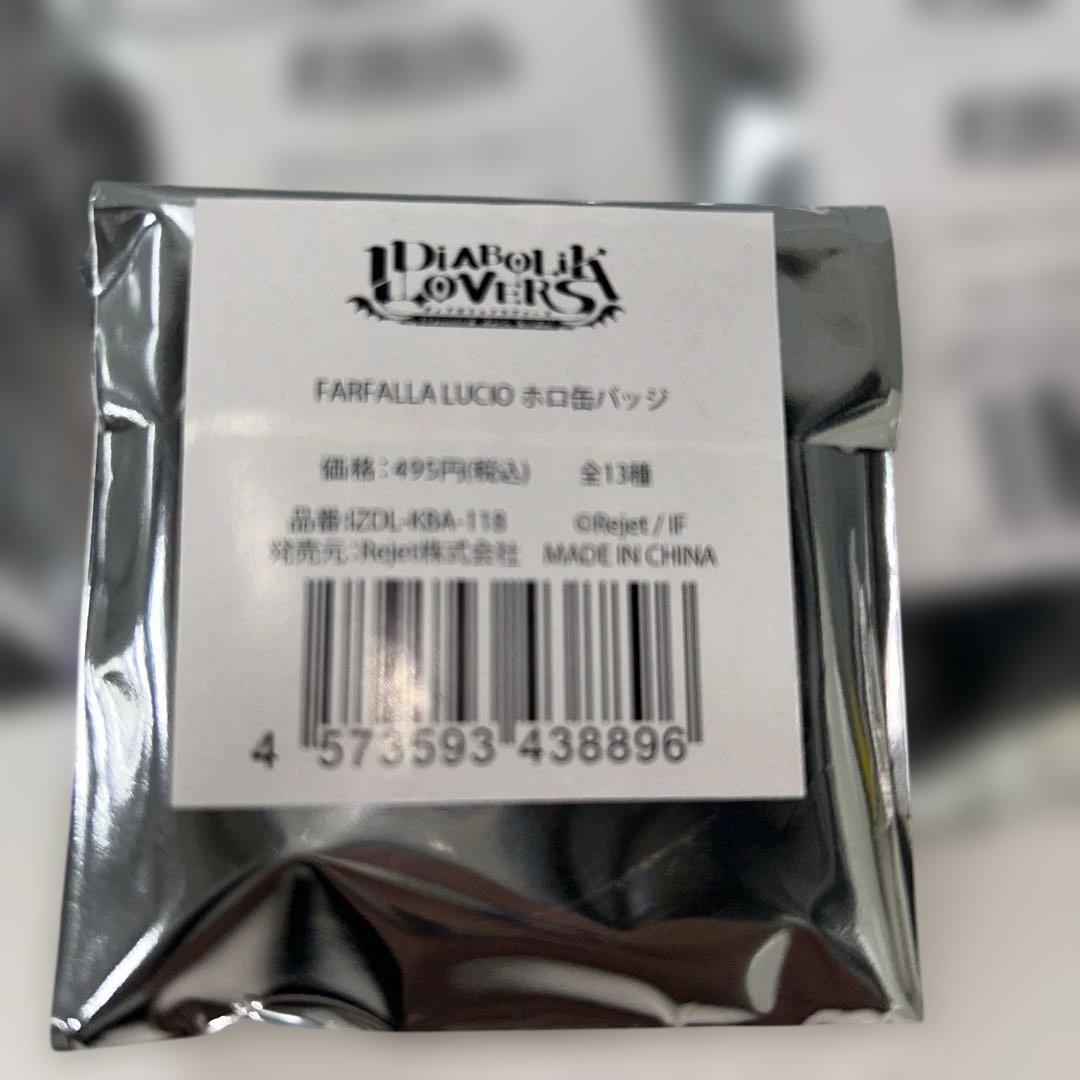 DIABOLIK
LOVERS
FARFALLA LUCIO ホロ缶バッジ
価格：495円(税込) 全13種
品番:IZDL-KBA-118 ©Rejet / IF
発売元：Rejet株式会社 MADE IN CHINA
4 573593 438896